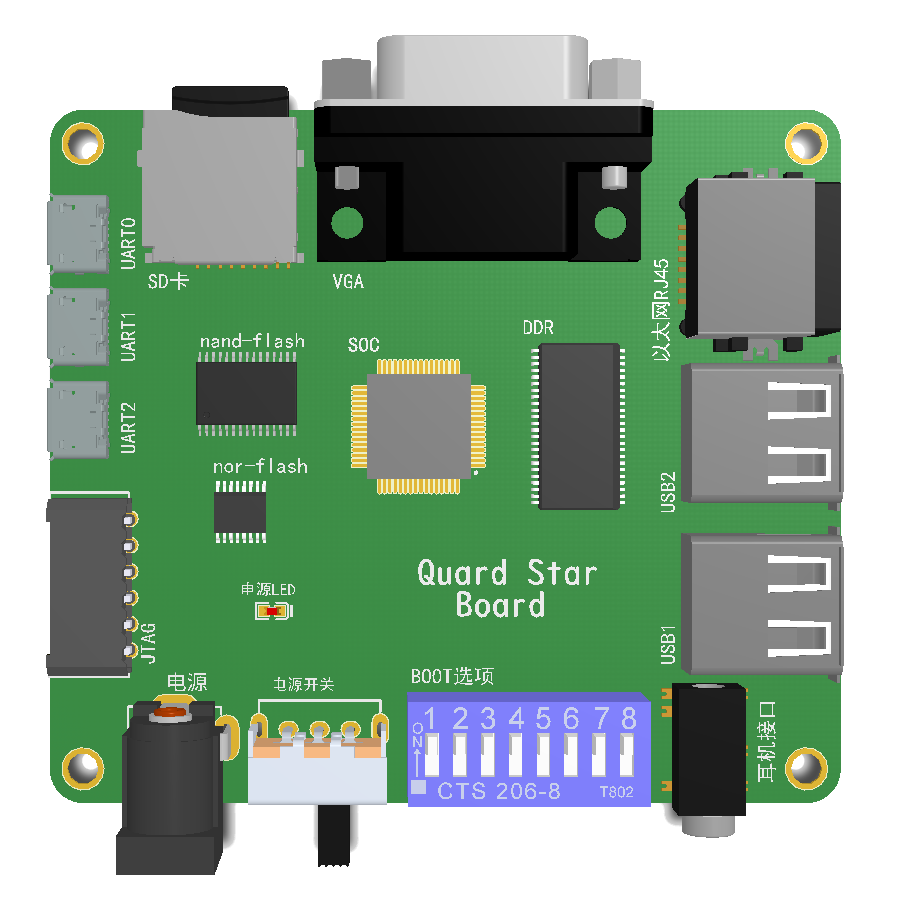 UART0
SD卡
VGA
以太网RJ45
UART1
nand-flash
SOC
DDR
UART2
nor-flash
USB2
Quard Star
Board
电源LED
JTAG
USB1
电源
电源开关
BOOT选项
1 2 3 4 5 6 7 8
ON
CTS 206-8
T802
耳机接口